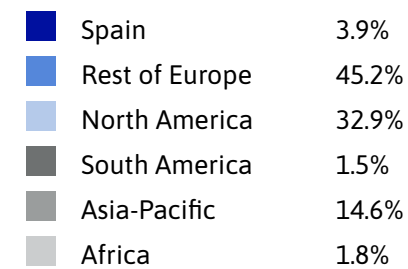 Spain 3.9%
Rest of Europe 45.2%
North America 32.9%
South America 1.5%
Asia-Pacific 14.6%
Africa 1.8%